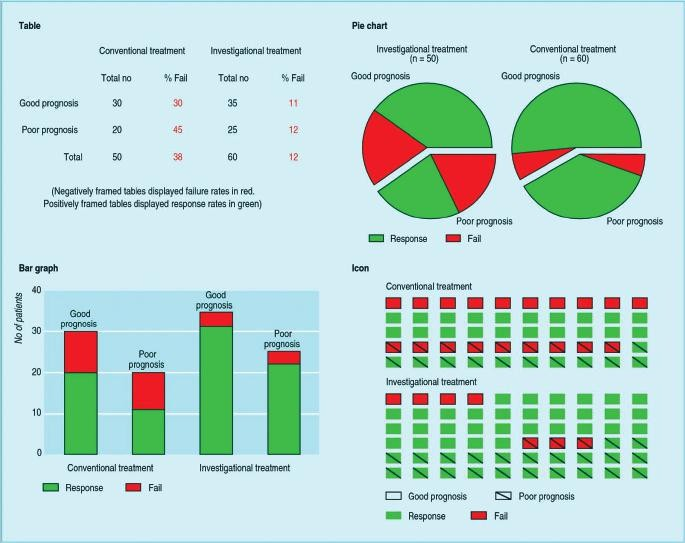 Table
Conventional treatment Investigational treatment
Total no % Fail Total no % Fail
Good prognosis 30 30 35 11
Poor prognosis 20 45 25 12
Total 50 38 60 12
(Negatively framed tables displayed failure rates in red.
Positively framed tables displayed response rates in green)
Pie chart
Investigational treatment
(n = 50)
Conventional treatment
(n = 60)
Good prognosis
Good prognosis
Poor prognosis
Poor prognosis
Response Fail
Bar graph
No of patients
40
30
20
10
0
Good
prognosis
Poor
prognosis
Good
prognosis
Poor
prognosis
Conventional treatment Investigational treatment
Response Fail
Icon
Conventional treatment
Investigational treatment
Good prognosis Poor prognosis
Response Fail